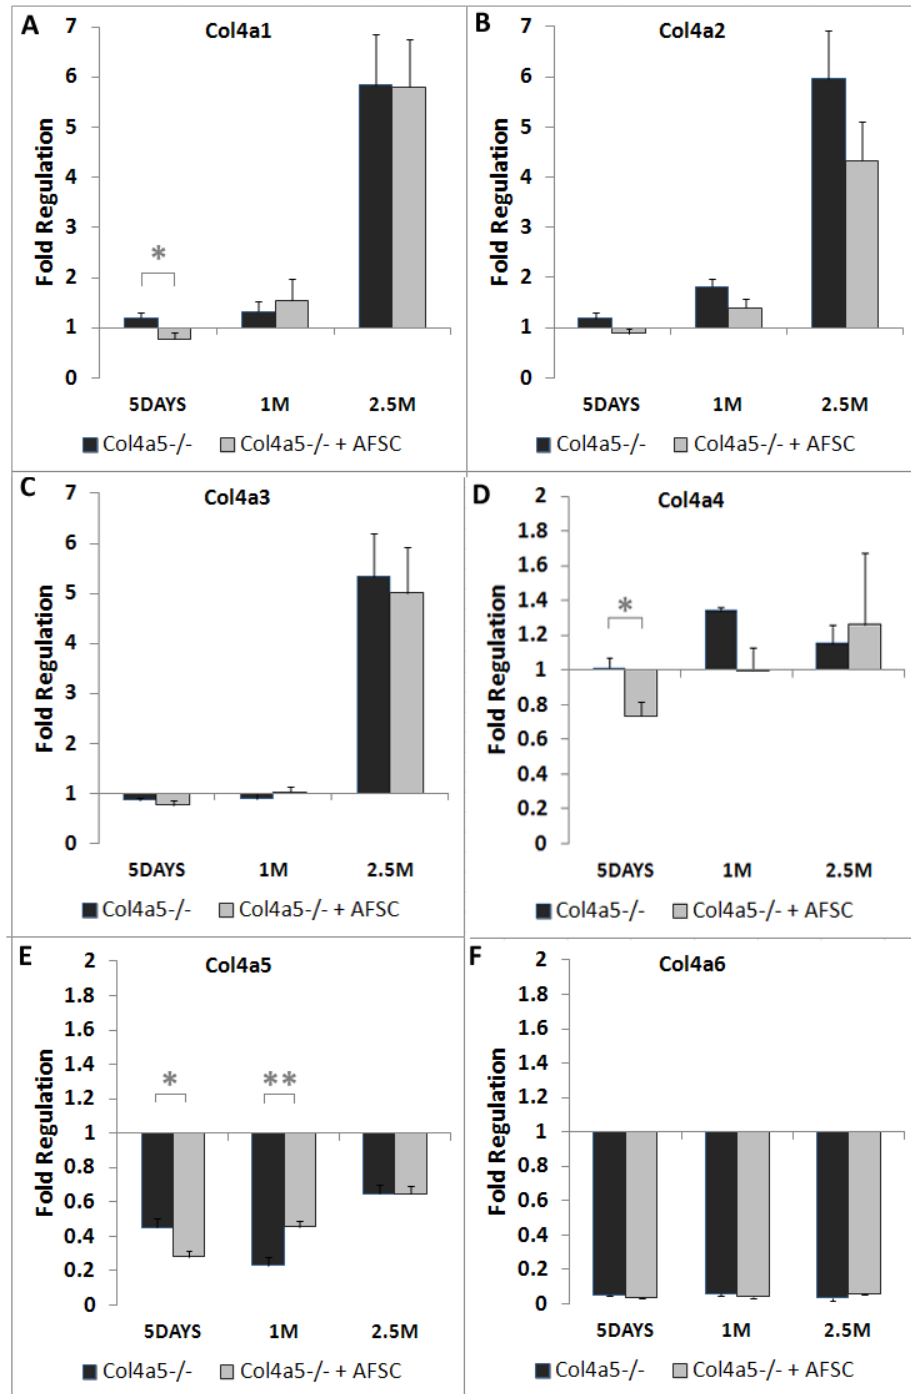 A
Col4a1
Fold Regulation
7
6
5
4
3
2
1
0
*
5DAYS 1M 2.5M
Col4a5-/- Col4a5-/- + AFSC
B
Col4a2
Fold Regulation
7
6
5
4
3
2
1
0
5DAYS 1M 2.5M
Col4a5-/- Col4a5-/- + AFSC
C
Col4a3
Fold Regulation
7
6
5
4
3
2
1
0
5DAYS 1M 2.5M
Col4a5-/- Col4a5-/- + AFSC
D
Col4a4
Fold Regulation
2
1.8
1.6
1.4
1.2
1
0.8
0.6
0.4
0.2
0
*
5DAYS 1M 2.5M
Col4a5-/- Col4a5-/- + AFSC
E
Col4a5
Fold Regulation
2
1.8
1.6
1.4
1.2
1
0.8
0.6
0.4
0.2
0
* **
5DAYS 1M 2.5M
Col4a5-/- Col4a5-/- + AFSC
F
Col4a6
Fold Regulation
2
1.8
1.6
1.4
1.2
1
0.8
0.6
0.4
0.2
0
5DAYS 1M 2.5M
Col4a5-/- Col4a5-/- + AFSC